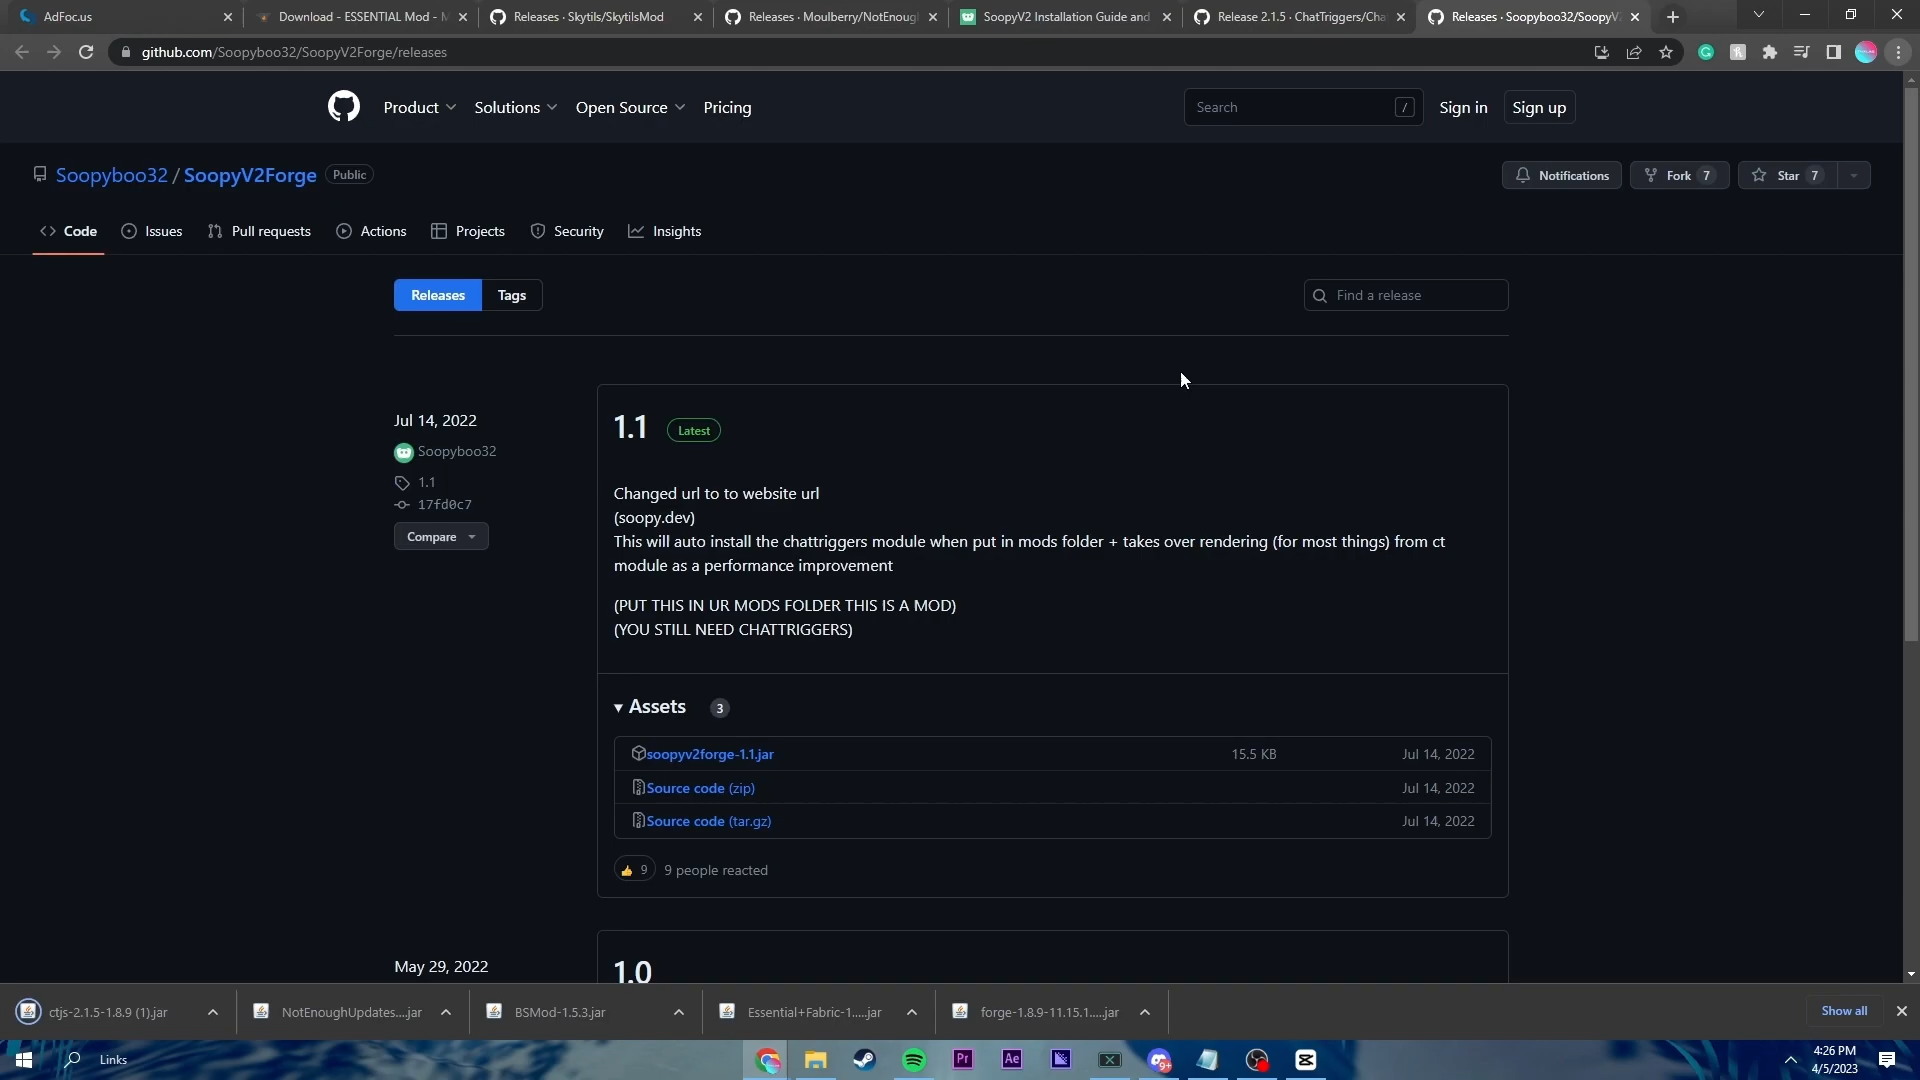 AdFoc.us
Download - ESSENTIAL Mod - M
Releases · Skytils/SkytilsMod
Releases · Moulberry/NotEnoug
SoopyV2 Installation Guide and
Release 2.1.5 · ChatTriggers/Cha
Releases · Soopyboo32/SoopyV2
github.com/Soopyboo32/SoopyV2Forge/releases
Product
Solutions
Open Source
Pricing
Search
/
Sign in
Sign up
Soopyboo32 / SoopyV2Forge
Public
Notifications
Fork 7
Star 7
Code
Issues
Pull requests
Actions
Projects
Security
Insights
Releases
Tags
Find a release
Jul 14, 2022
Soopyboo32
1.1
17fd0c7
Compare
1.1
Latest
Changed url to to website url
(soopy.dev)
This will auto install the chattriggers module when put in mods folder + takes over rendering (for most things) from ct
module as a performance improvement
(PUT THIS IN UR MODS FOLDER THIS IS A MOD)
(YOU STILL NEED CHATTRIGGERS)
Assets 3
soopyv2forge-1.1.jar
15.5 KB
Jul 14, 2022
Source code (zip)
Jul 14, 2022
Source code (tar.gz)
Jul 14, 2022
9
9 people reacted
May 29, 2022
1.0
ctjs-2.1.5-1.8.9 (1).jar
NotEnoughUpdates....jar
BSMod-1.5.3.jar
Essential+Fabric-1.....jar
forge-1.8.9-11.15.1.....jar
Show all
Links
Pr
Ae
9+
4:26 PM
4/5/2023